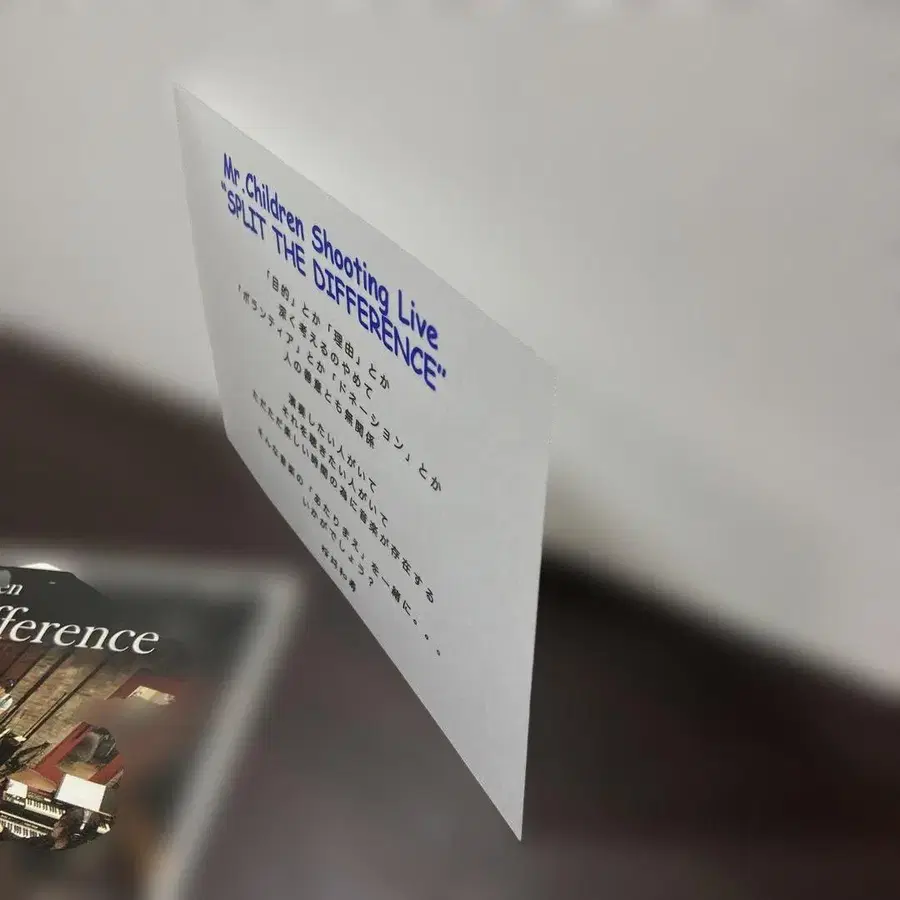 Mr.Children Shooting Live
"SPLIT THE DIFFERENCE"
「目的」とか「理由」とか
深く考えるのやめて
「ボランティア」とか「ドネーション」とか
人の善意とも無関係
演奏したい人がいて
それを聴きたい人がいて
ただただ楽しい時間の為に音楽が存在する
そんな音楽の「あたりまえ」を一緒に。。。
いかがでしょう？
桜井和寿
en
fference